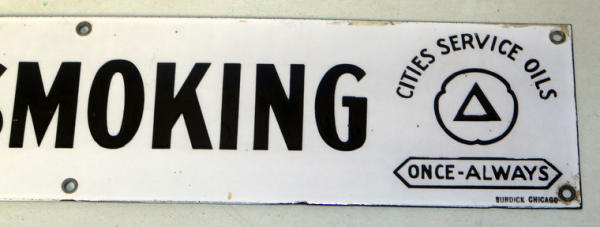 SMOKING
CITIES SERVICE OILS
ONCE-ALWAYS
BURDICK CHICAGO